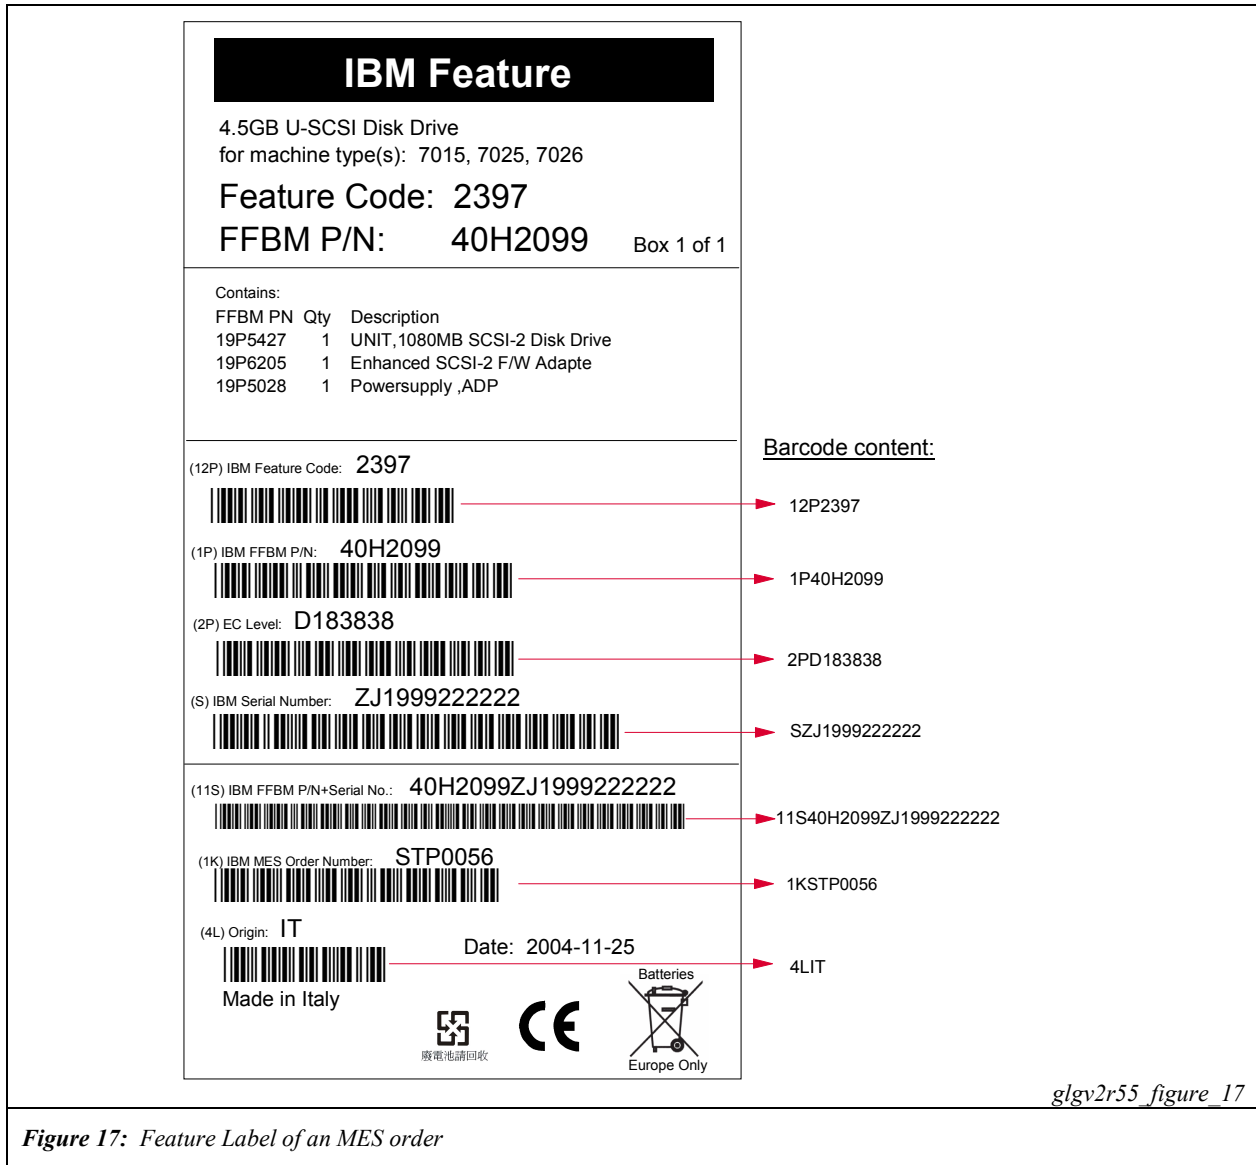 IBM Feature
4.5GB U-SCSI Disk Drive
for machine type(s): 7015, 7025, 7026
Feature Code: 2397
FFBM P/N: 40H2099 Box 1 of 1
Contains:
FFBM PN Qty Description
19P5427 1 UNIT,1080MB SCSI-2 Disk Drive
19P6205 1 Enhanced SCSI-2 F/W Adapte
19P5028 1 Powersupply ,ADP
Barcode content:
(12P) IBM Feature Code: 2397
12P2397
(1P) IBM FFBM P/N: 40H2099
1P40H2099
(2P) EC Level: D183838
2PD183838
(S) IBM Serial Number: ZJ1999222222
SZJ1999222222
(11S) IBM FFBM P/N+Serial No.: 40H2099ZJ1999222222
11S40H2099ZJ1999222222
(1K) IBM MES Order Number: STP0056
1KSTP0056
(4L) Origin: IT
Date: 2004-11-25
4LIT
Made in Italy
Batteries
CE
廢電池請回收
Europe Only
glgv2r55_figure_17
Figure 17: Feature Label of an MES order